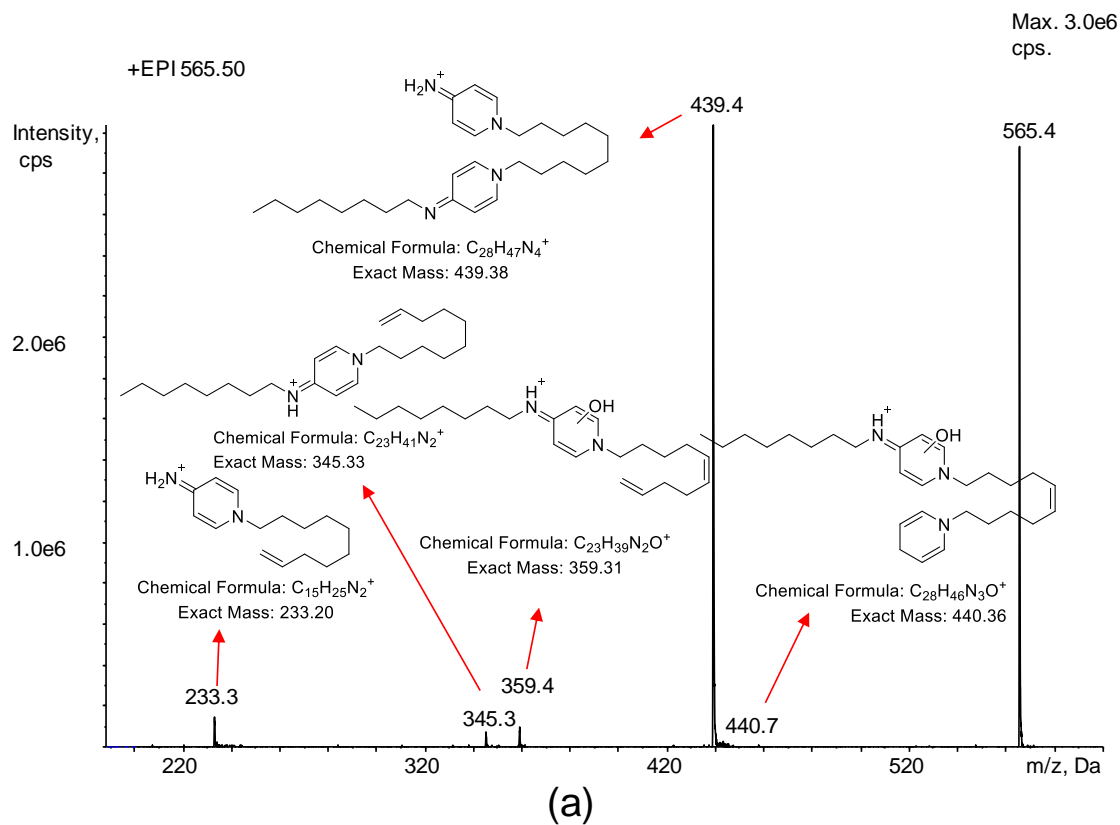 Max. 3.0e6
cps.
+EPI 565.50
H₂N⁺
439.4
Intensity,
cps
565.4
N
N
N
Chemical Formula: C₂₈H₄₇N₄⁺
Exact Mass: 439.38
2.0e6
N
N⁺
H
H⁺
N
OH
N
H⁺
N
OH
N
Chemical Formula: C₂₃H₄₁N₂⁺
Exact Mass: 345.33
H₂N⁺
N
N
1.0e6
Chemical Formula: C₂₃H₃₉N₂O⁺
Exact Mass: 359.31
Chemical Formula: C₁₅H₂₅N₂⁺
Exact Mass: 233.20
Chemical Formula: C₂₈H₄₆N₃O⁺
Exact Mass: 440.36
233.3
345.3
359.4
440.7
220
320
420
520
m/z, Da
(a)